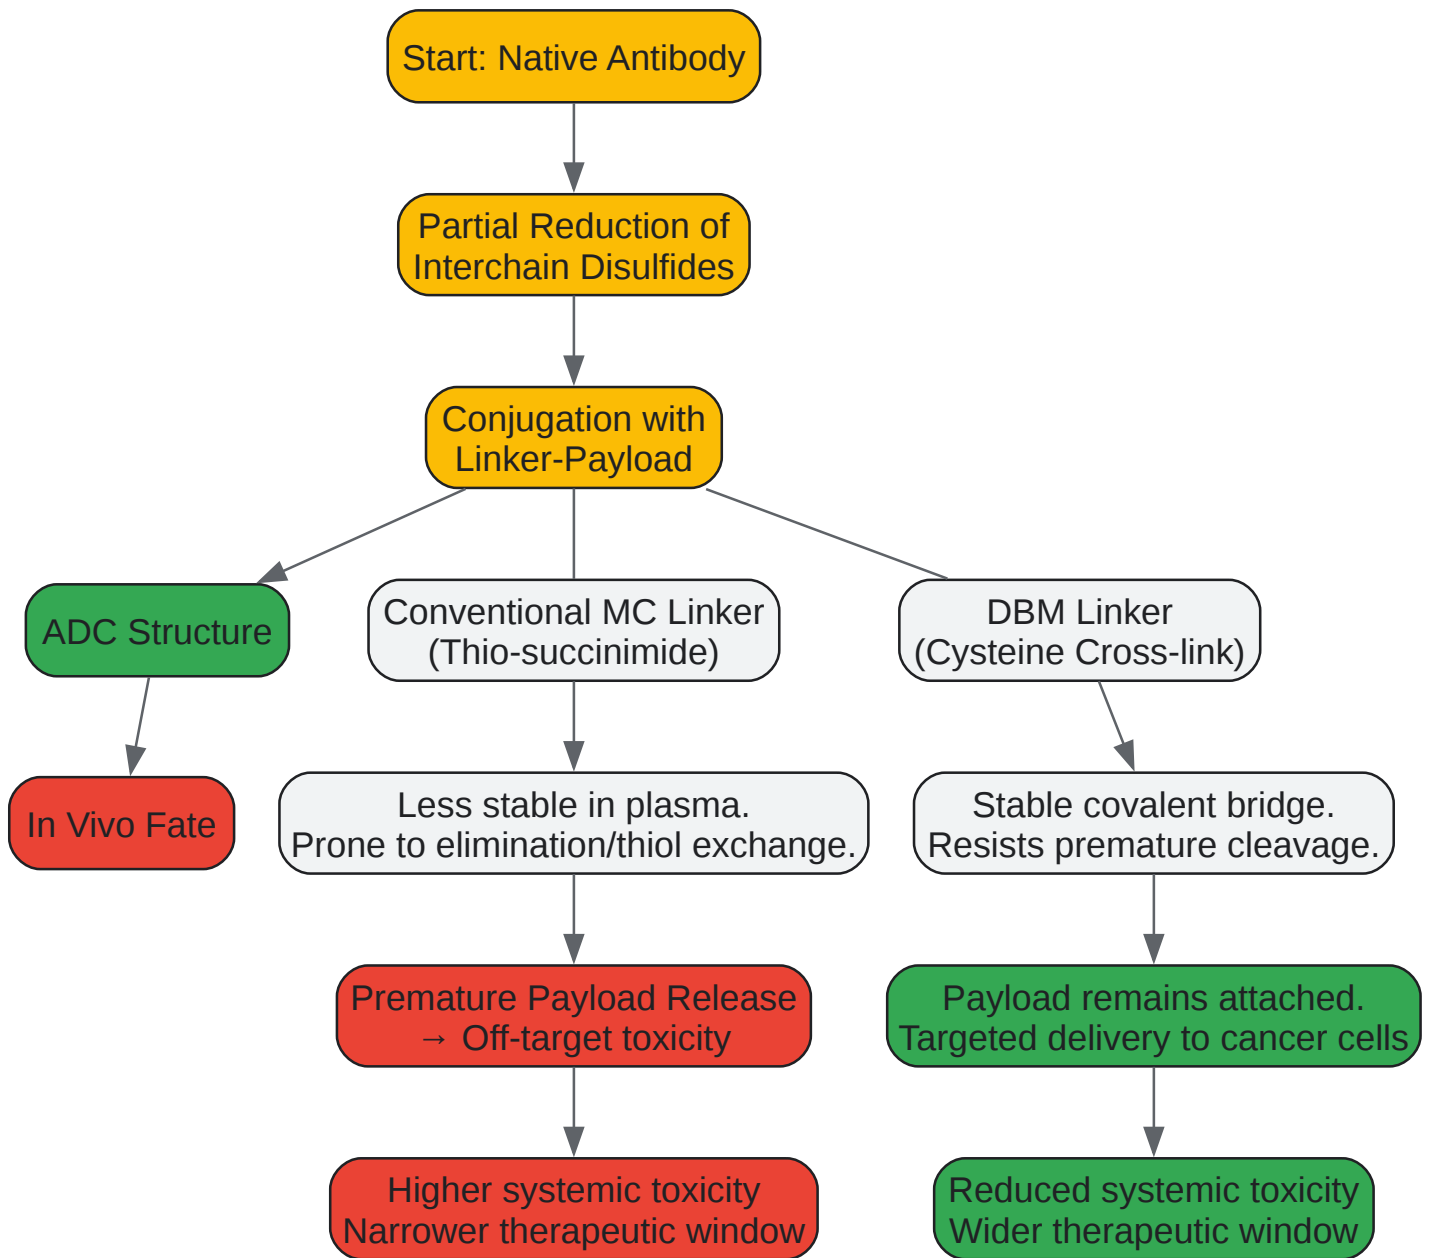 Start: Native Antibody
Partial Reduction of
Interchain Disulfides
Conjugation with
Linker-Payload
ADC Structure
Conventional MC Linker
(Thio-succinimide)
DBM Linker
(Cysteine Cross-link)
In Vivo Fate
Less stable in plasma.
Prone to elimination/thiol exchange.
Stable covalent bridge.
Resists premature cleavage.
Premature Payload Release
→ Off-target toxicity
Payload remains attached.
Targeted delivery to cancer cells
Higher systemic toxicity
Narrower therapeutic window
Reduced systemic toxicity
Wider therapeutic window